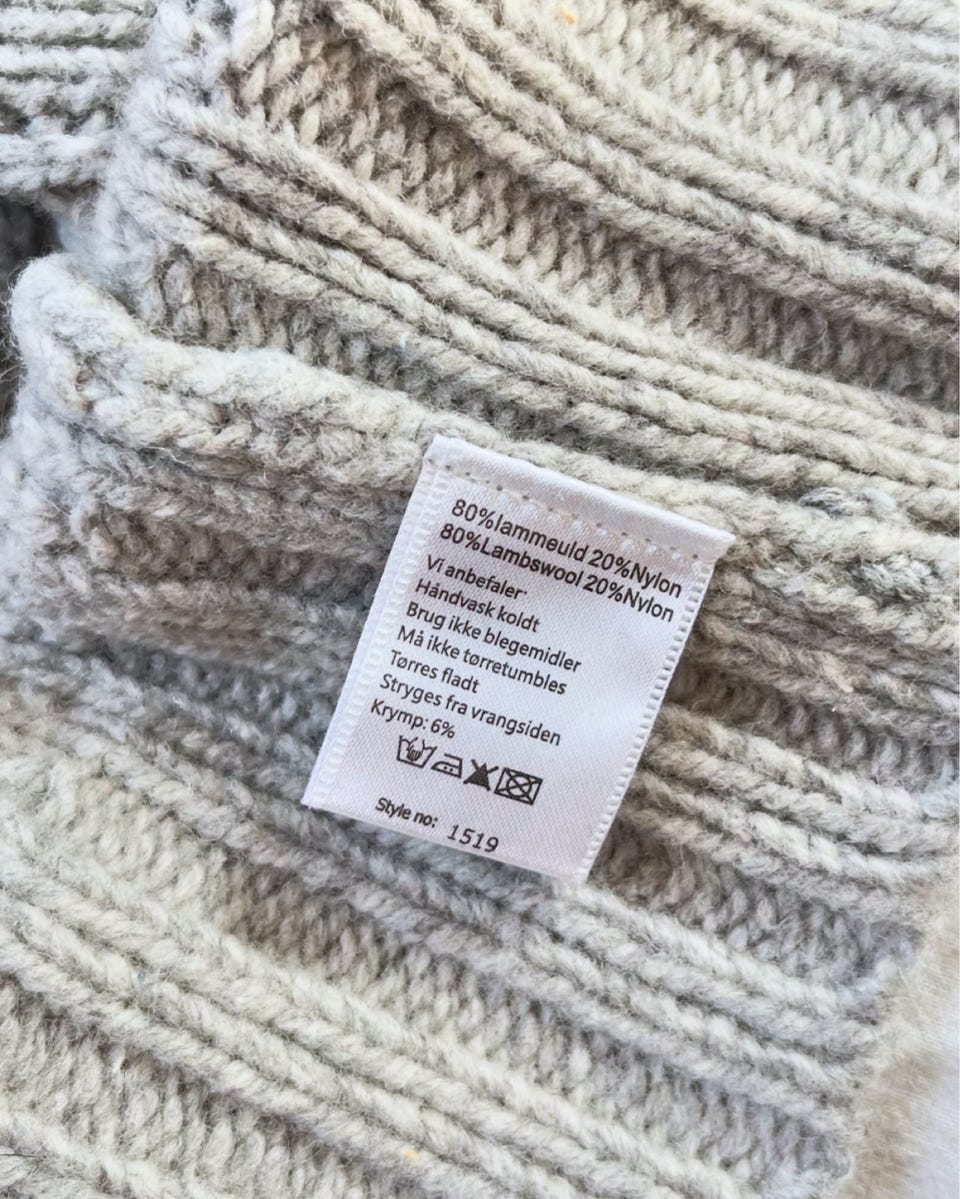 80%lammeuld 20%Nylon
80%Lambswool 20%Nylon
Vi anbefaler
Håndvask koldt
Brug ikke blegemidler
Må ikke tørretumbles
Tørres fladt
Stryges fra vrangsiden
Krymp: 6%
Style no: 1519